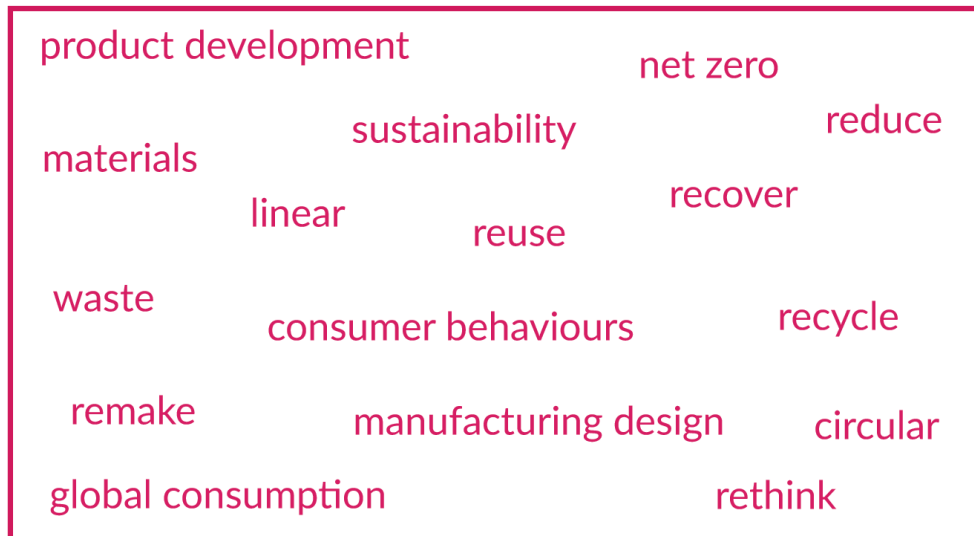 product development
net zero
sustainability
reduce
materials
recover
linear
reuse
waste
consumer behaviours
recycle
remake
manufacturing design
circular
global consumption
rethink